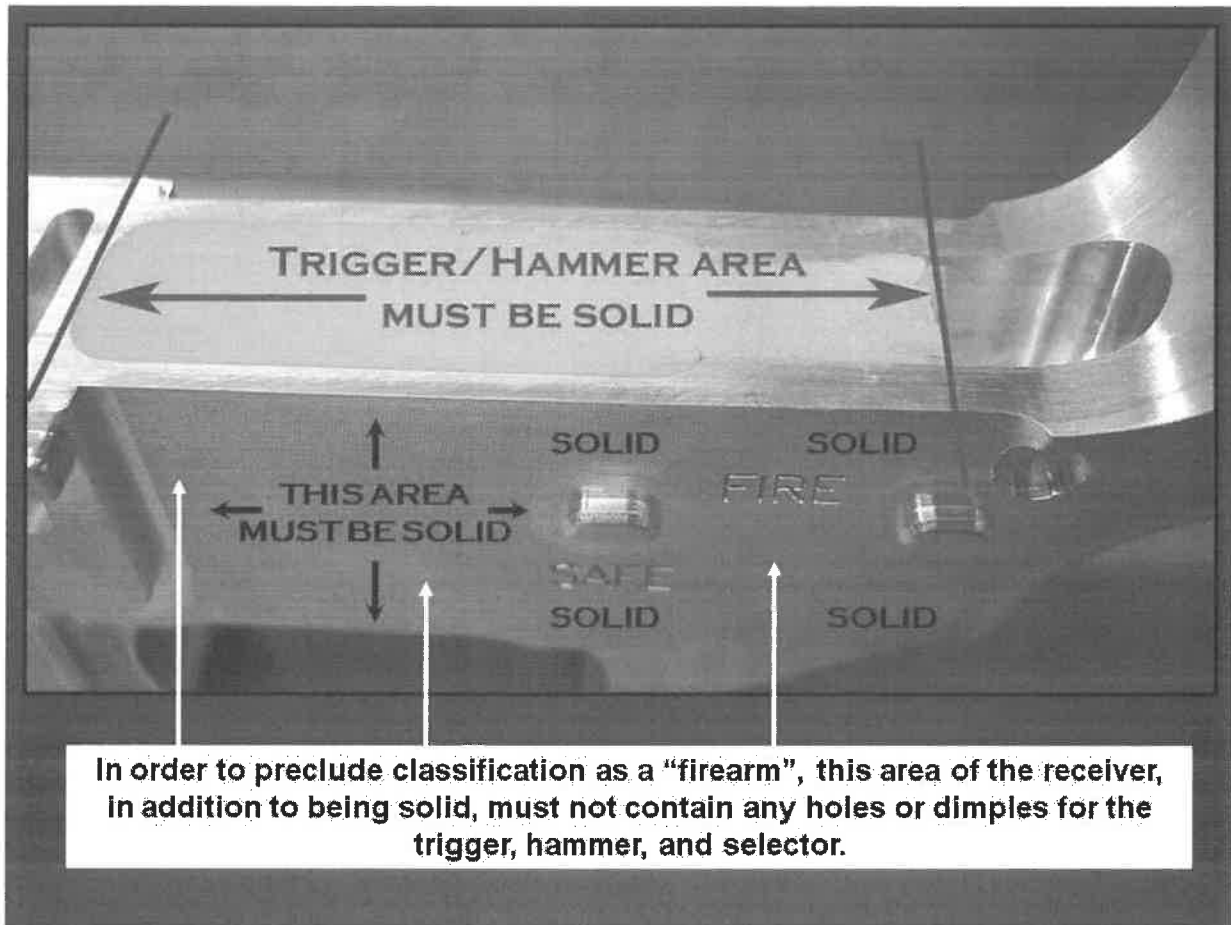 TRIGGER/HAMMER AREA
MUST BE SOLID
SOLID SOLID
FIRE
THIS AREA
MUST BE SOLID
SAFE
SOLID SOLID
In order to preclude classification as a “firearm”, this area of the receiver,
in addition to being solid, must not contain any holes or dimples for the
trigger, hammer, and selector.